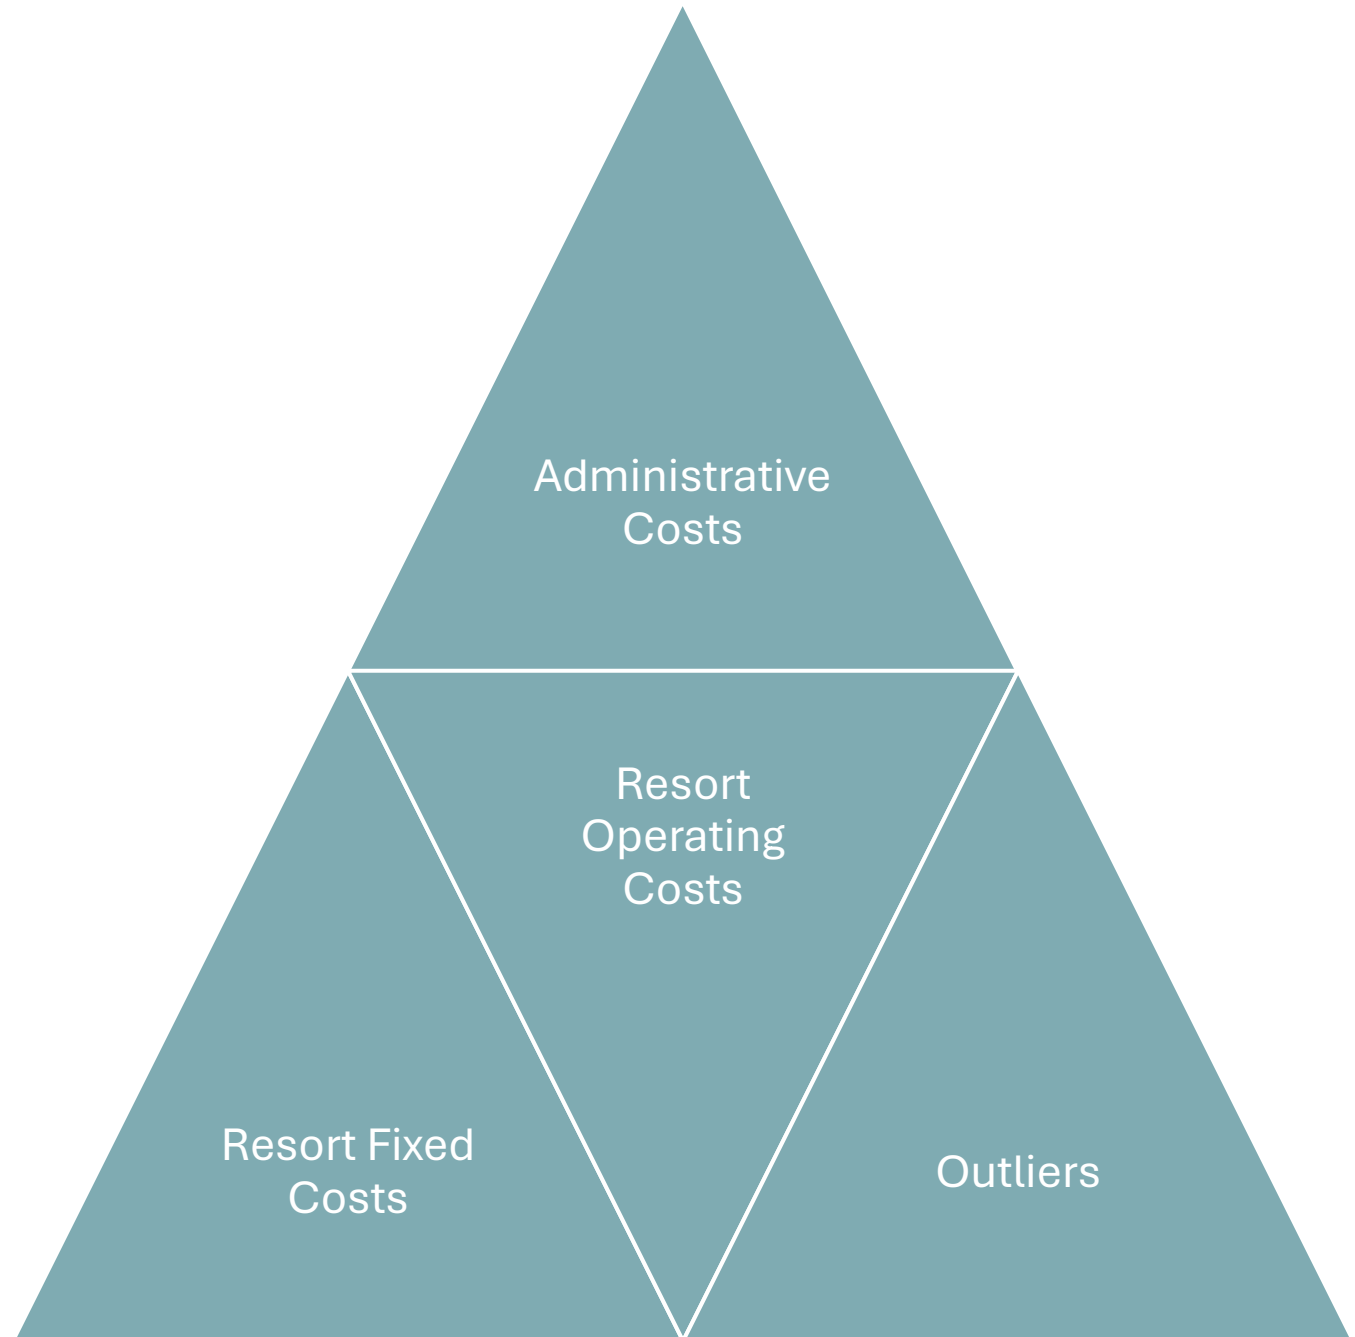 Administrative
Costs
Resort
Operating
Costs
Resort Fixed
Costs
Outliers